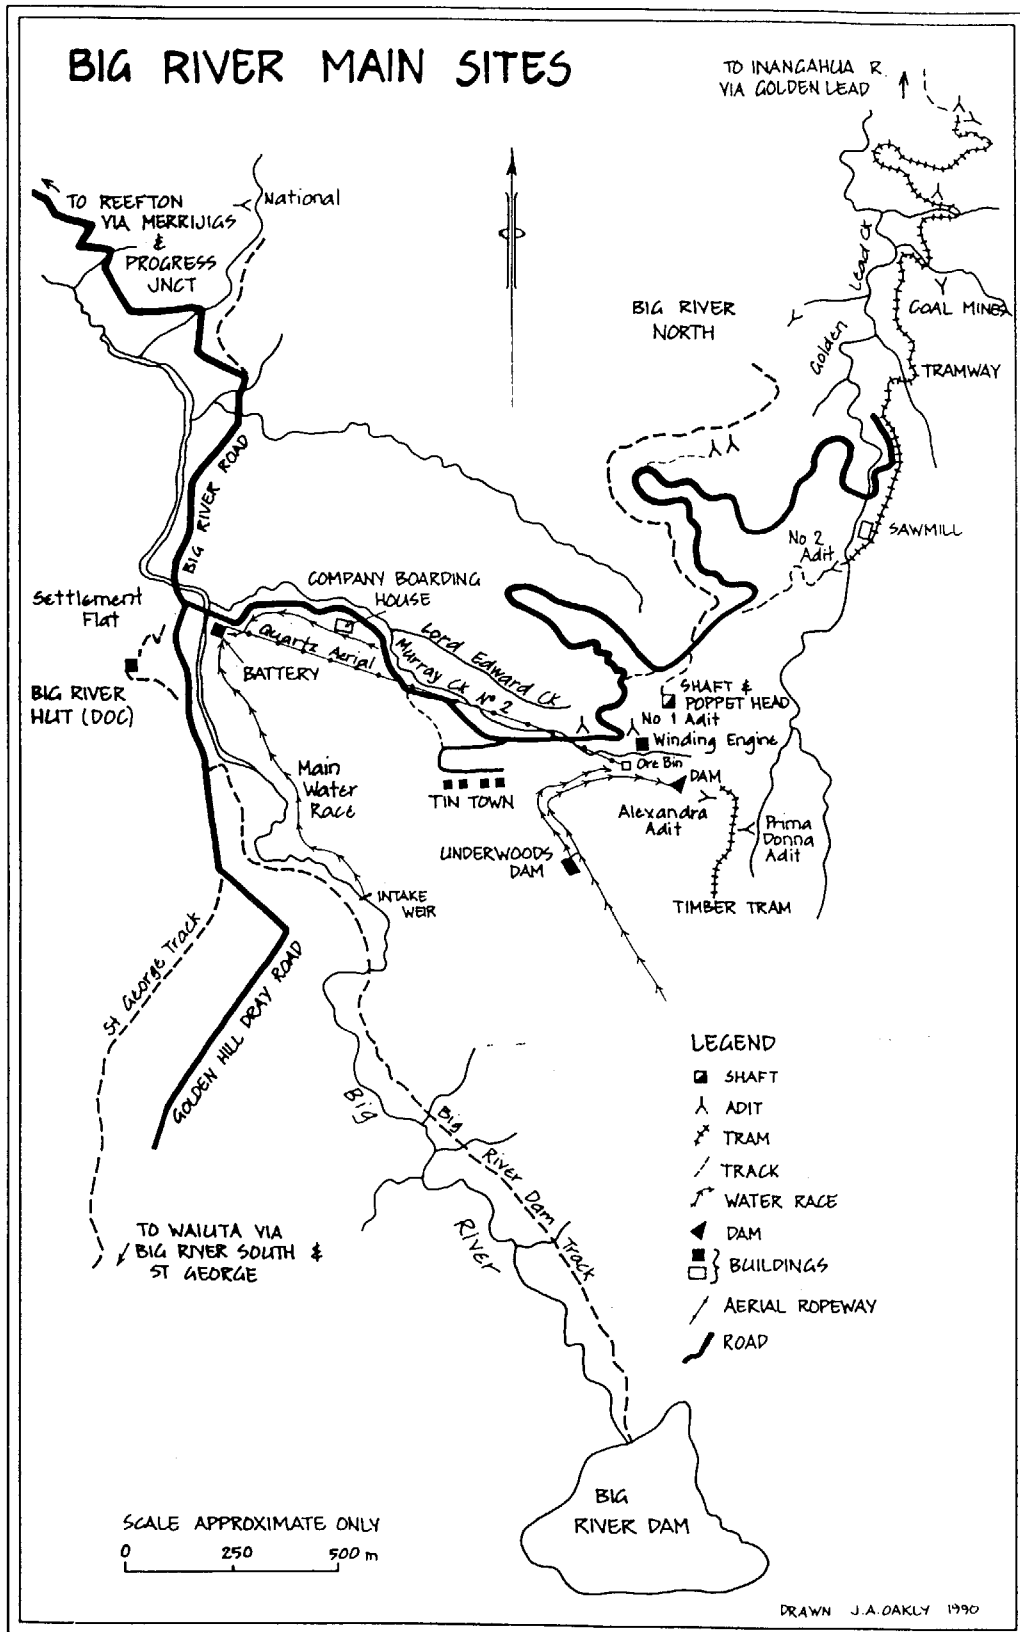 BIG RIVER MAIN SITES
TO INANGAHUA R.
VIA GOLDEN LEAD
TO REEFTON
VIA MERRIJIGS
&
PROGRESS
JNCT
National
BIG RIVER
NORTH
Golden
Lead Ck
COAL MINES
TRAMWAY
BIG RIVER ROAD
SAWMILL
No 2
Adit
COMPANY BOARDING
HOUSE
Settlement
Flat
Quartz Aerial
Lord Edward Ck
Murray Ck No 2
BATTERY
BIG RIVER
HUT (DOC)
SHAFT &
POPPET HEAD
No 1 Adit
Winding Engine
Ore Bin
DAM
Main
Water
Race
TIN TOWN
Alexandra
Adit
Prima
Donna
Adit
UNDERWOODS
DAM
INTAKE
WEIR
TIMBER TRAM
St George Track
GOLDEN HILL DRAY ROAD
Big
River
Big
River Dam
Track
TO WAIUTA VIA
BIG RIVER SOUTH &
ST GEORGE
LEGEND
SHAFT
ADIT
TRAM
TRACK
WATER RACE
DAM
BUILDINGS
AERIAL ROPEWAY
ROAD
BIG
RIVER DAM
SCALE APPROXIMATE ONLY
0 250 500 m
DRAWN J.A.OAKLY 1990